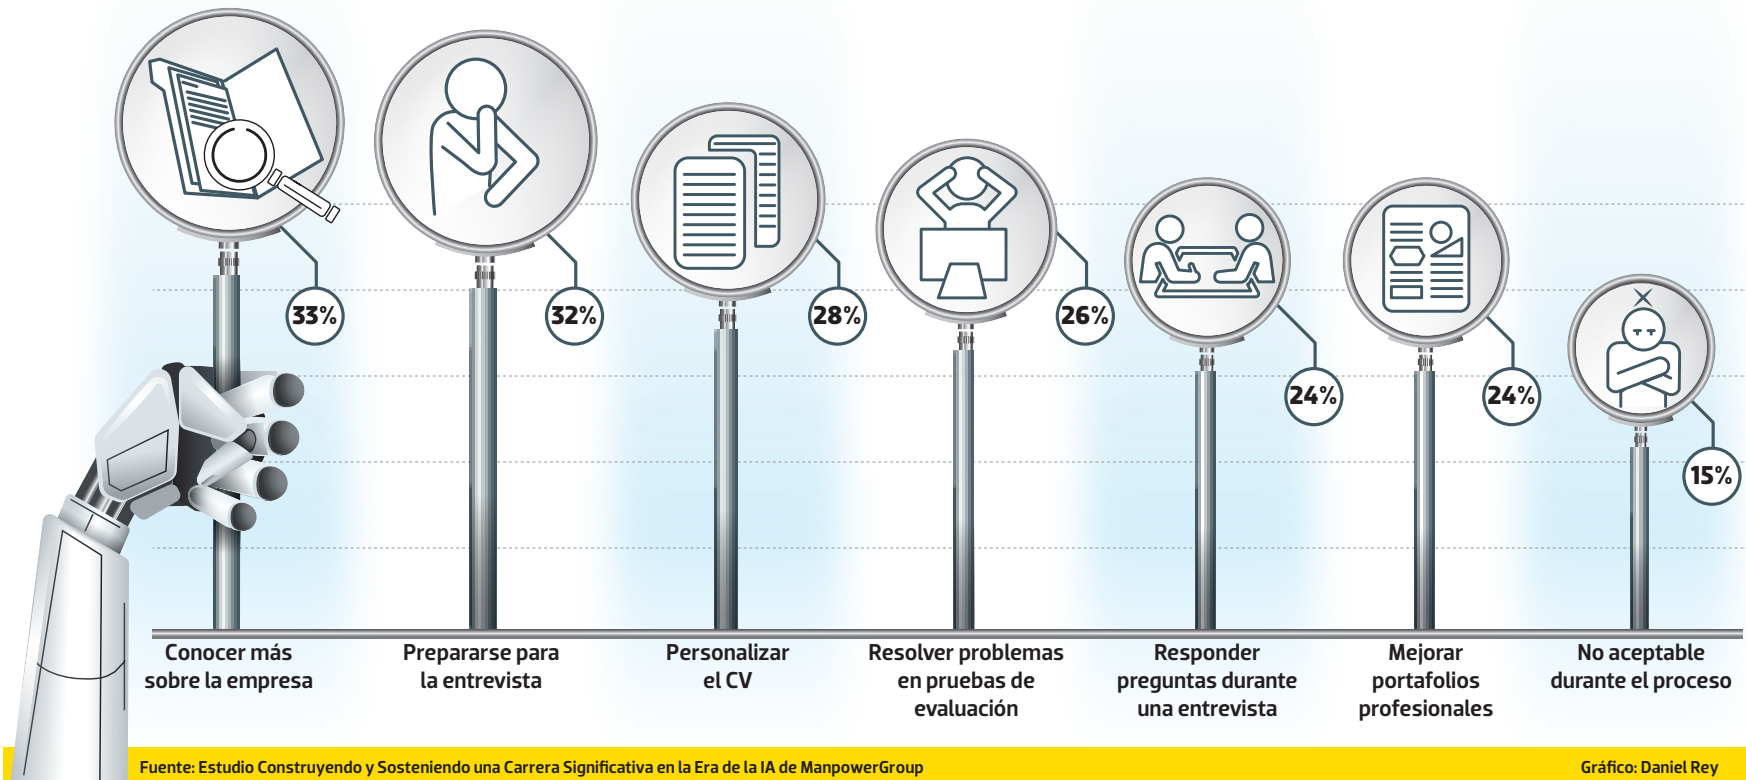 33%
32%
28%
26%
24%
24%
15%
Conocer más
sobre la empresa
Prepararse para
la entrevista
Personalizar
el CV
Resolver problemas
en pruebas de
evaluación
Responder
preguntas durante
una entrevista
Mejorar
portafolios
profesionales
No aceptable
durante el proceso
Fuente: Estudio Construyendo y Sosteniendo una Carrera Significativa en la Era de la IA de ManpowerGroup
Gráfico: Daniel Rey